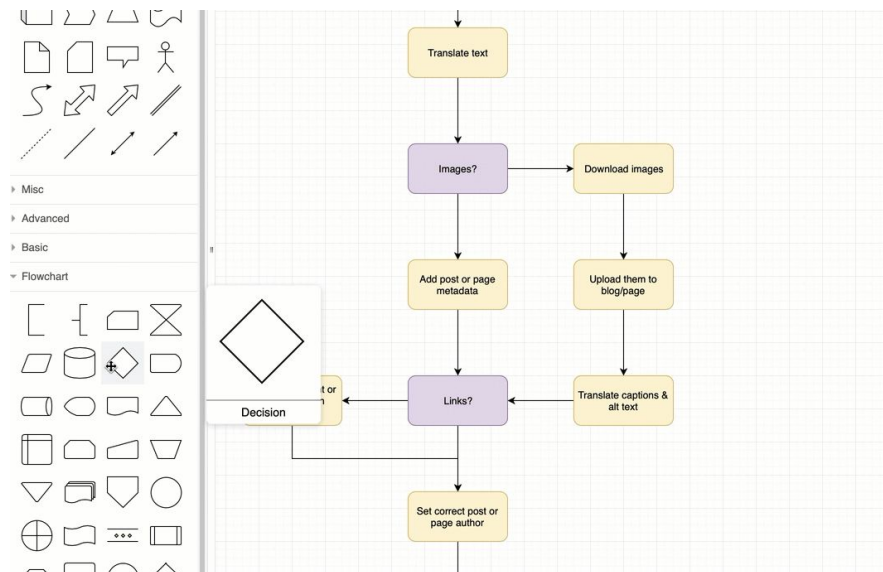 Misc
Advanced
Basic
Flowchart
Decision
Translate text
Images?
Download images
Add post or page
metadata
Upload them to
blog/page
or
Links?
Translate captions &
alt text
Set correct post or
page author